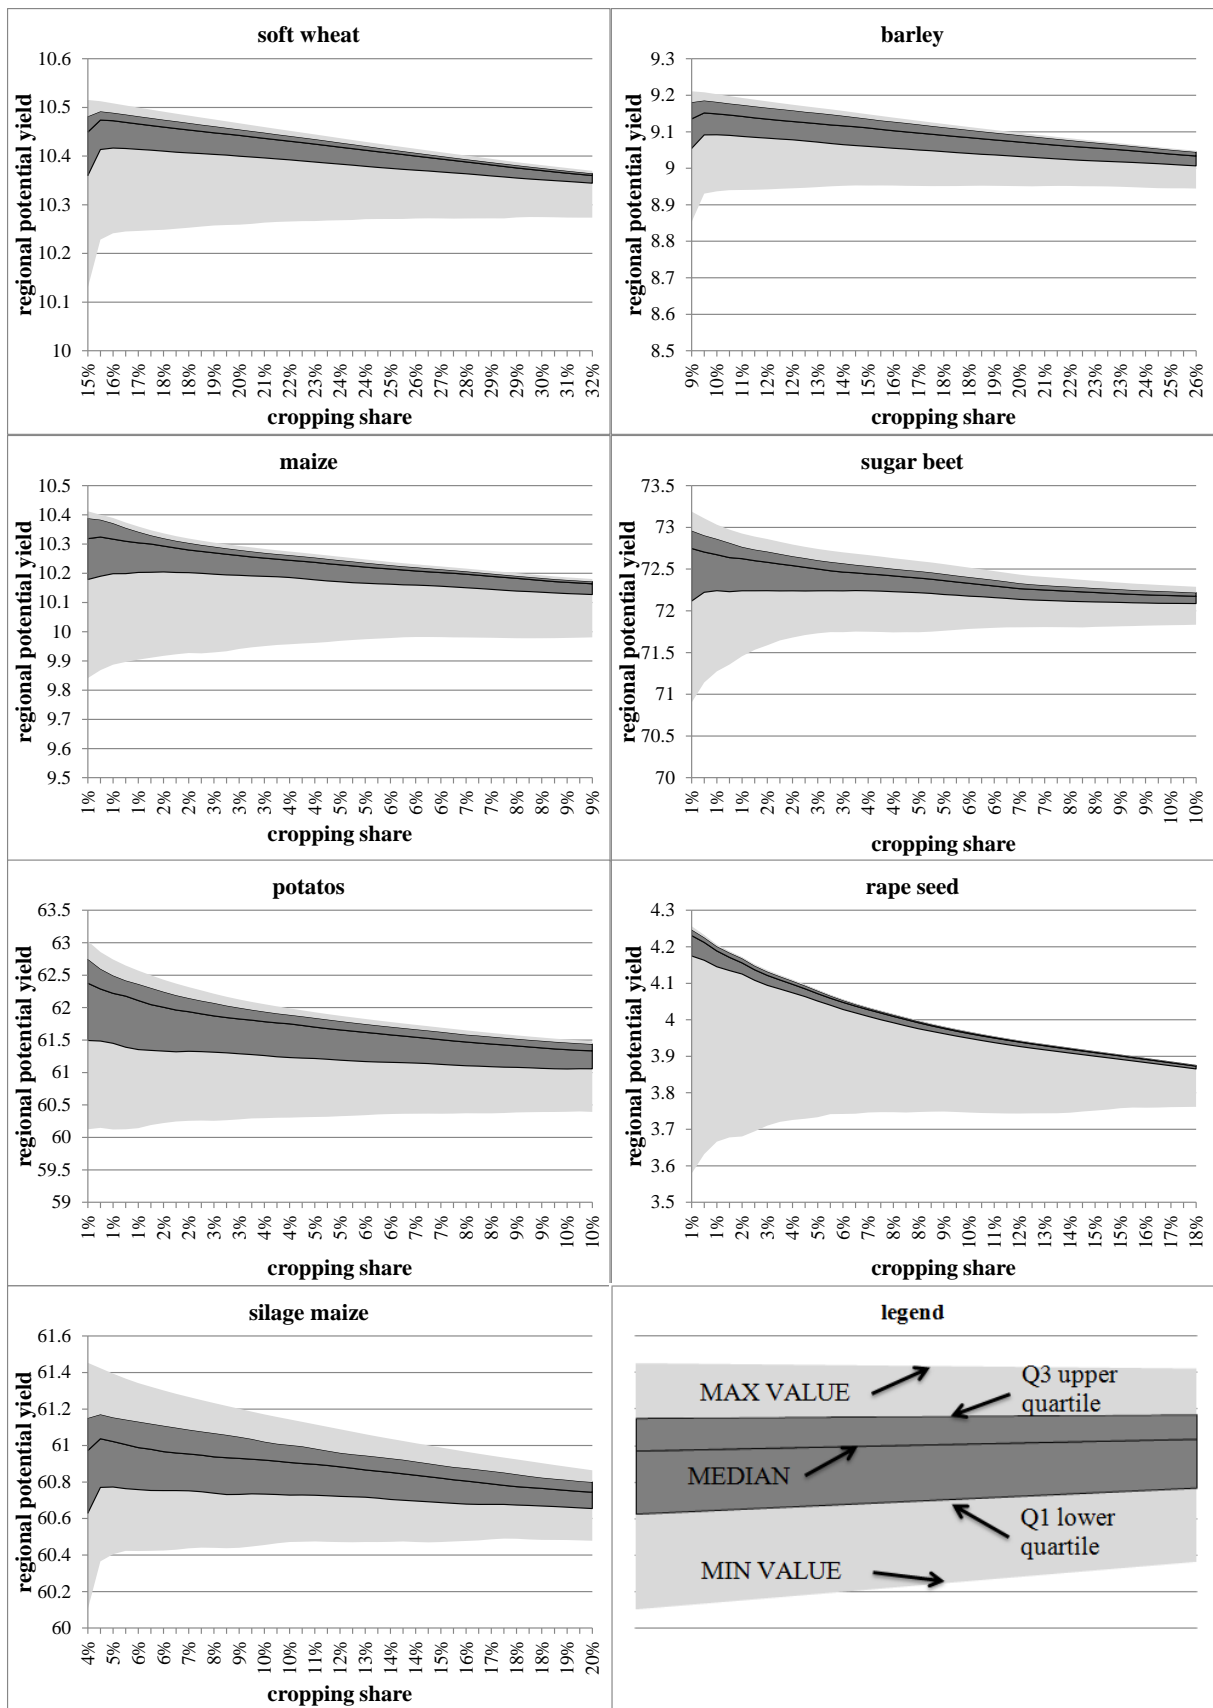 soft wheat
regional potential yield
10.6
10.5
10.4
10.3
10.2
10.1
10
15% 16% 17% 18% 18% 19% 20% 21% 22% 23% 24% 24% 25% 26% 27% 28% 29% 29% 30% 31% 32%
cropping share
barley
regional potential yield
9.3
9.2
9.1
9
8.9
8.8
8.7
8.6
8.5
9% 10% 11% 12% 12% 13% 14% 15% 16% 17% 18% 18% 19% 20% 21% 22% 23% 23% 24% 25% 26%
cropping share
maize
regional potential yield
10.5
10.4
10.3
10.2
10.1
10
9.9
9.8
9.7
9.6
9.5
1% 1% 1% 2% 2% 3% 3% 4% 4% 4% 5% 5% 6% 6% 6% 7% 7% 8% 8% 9% 9%
cropping share
sugar beet
regional potential yield
73.5
73
72.5
72
71.5
71
70.5
70
1% 1% 1% 2% 2% 3% 3% 4% 4% 5% 5% 6% 6% 7% 7% 8% 8% 9% 9% 10% 10%
cropping share
potatos
regional potential yield
63.5
63
62.5
62
61.5
61
60.5
60
59.5
59
1% 1% 1% 2% 2% 3% 3% 4% 4% 5% 5% 6% 6% 7% 7% 8% 8% 9% 9% 10% 10%
cropping share
rape seed
regional potential yield
4.3
4.2
4.1
4
3.9
3.8
3.7
3.6
3.5
1% 1% 2% 3% 4% 5% 6% 7% 8% 9% 9% 10% 11% 12% 13% 14% 15% 16% 16% 17% 18%
cropping share
silage maize
regional potential yield
61.6
61.4
61.2
61
60.8
60.6
60.4
60.2
60
4% 5% 6% 6% 7% 8% 9% 10% 10% 11% 12% 13% 14% 14% 15% 16% 17% 18% 18% 19% 20%
cropping share
legend
MAX VALUE
Q3 upper
quartile
MEDIAN
Q1 lower
quartile
MIN VALUE